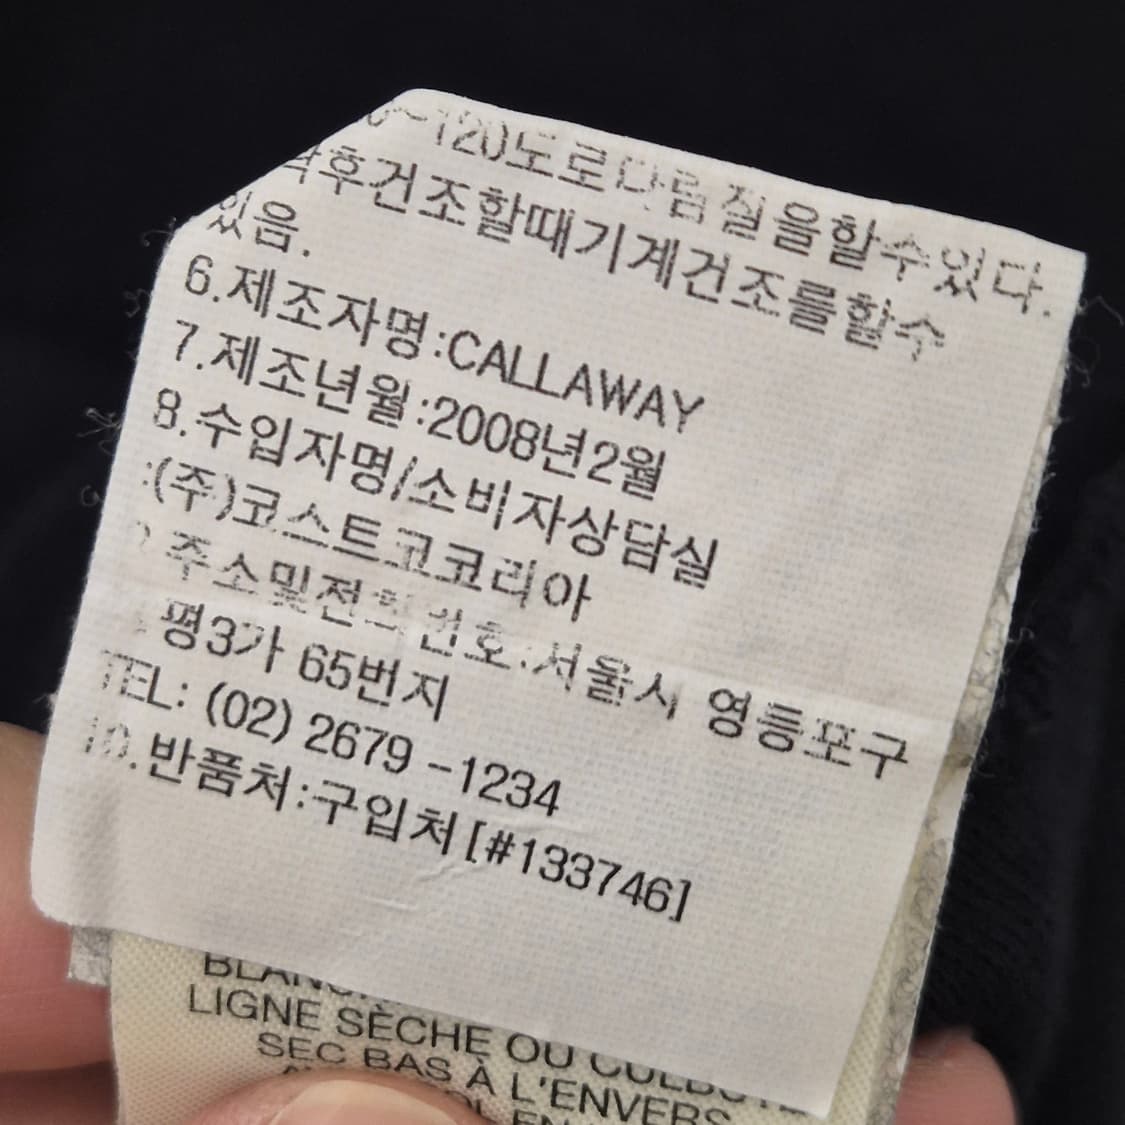 ~120도로다림질을할수있다.
탁후건조할때기계건조를할수
있음.
6.제조자명:CALLAWAY
7.제조년월:2008년2월
8.수입자명/소비자상담실
:(주)코스트코코리아
주소및전화번호:서울시 영등포구
평3가 65번지
TEL: (02) 2679 -1234
10.반품처:구입처[#133746]
LIGNE SÈCHE OU
SEC BAS À L'ENVERS